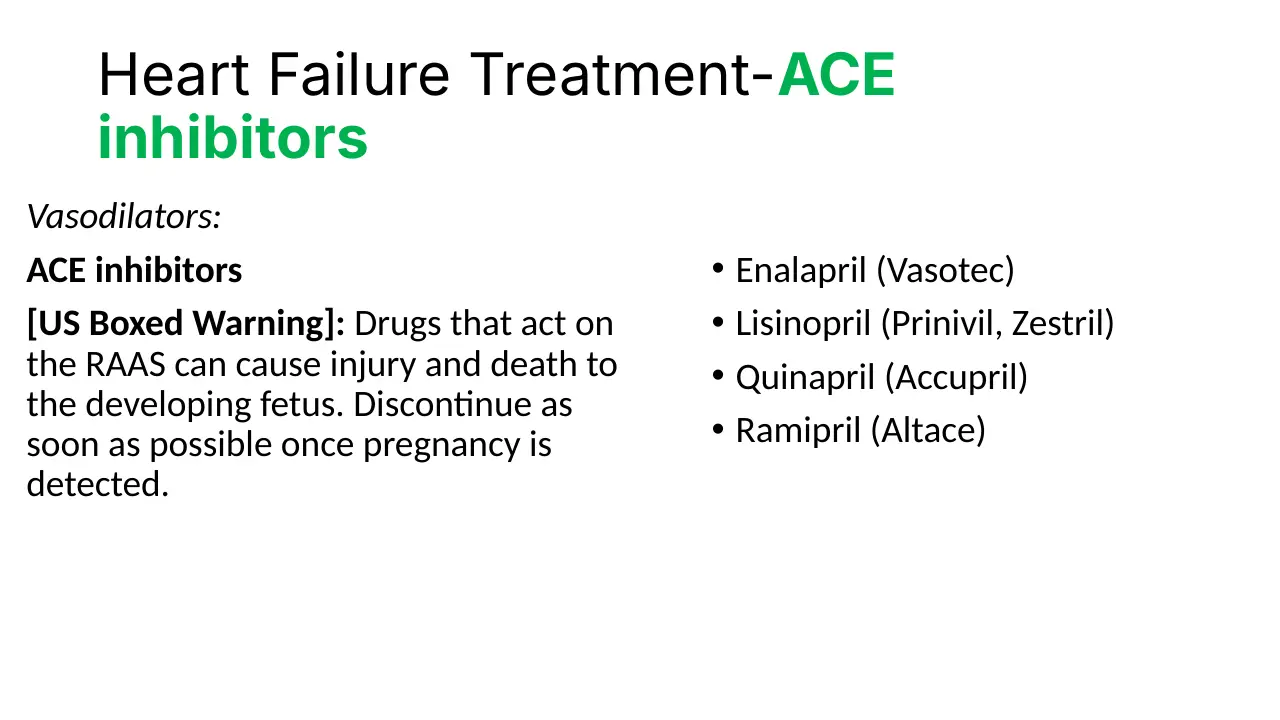 Heart Failure Treatment-ACE
inhibitors
Vasodilators:
ACE inhibitors
[US Boxed Warning]: Drugs that act on
the RAAS can cause injury and death to
the developing fetus. Discontinue as
soon as possible once pregnancy is
detected.
• Enalapril (Vasotec)
• Lisinopril (Prinivil, Zestril)
• Quinapril (Accupril)
• Ramipril (Altace)